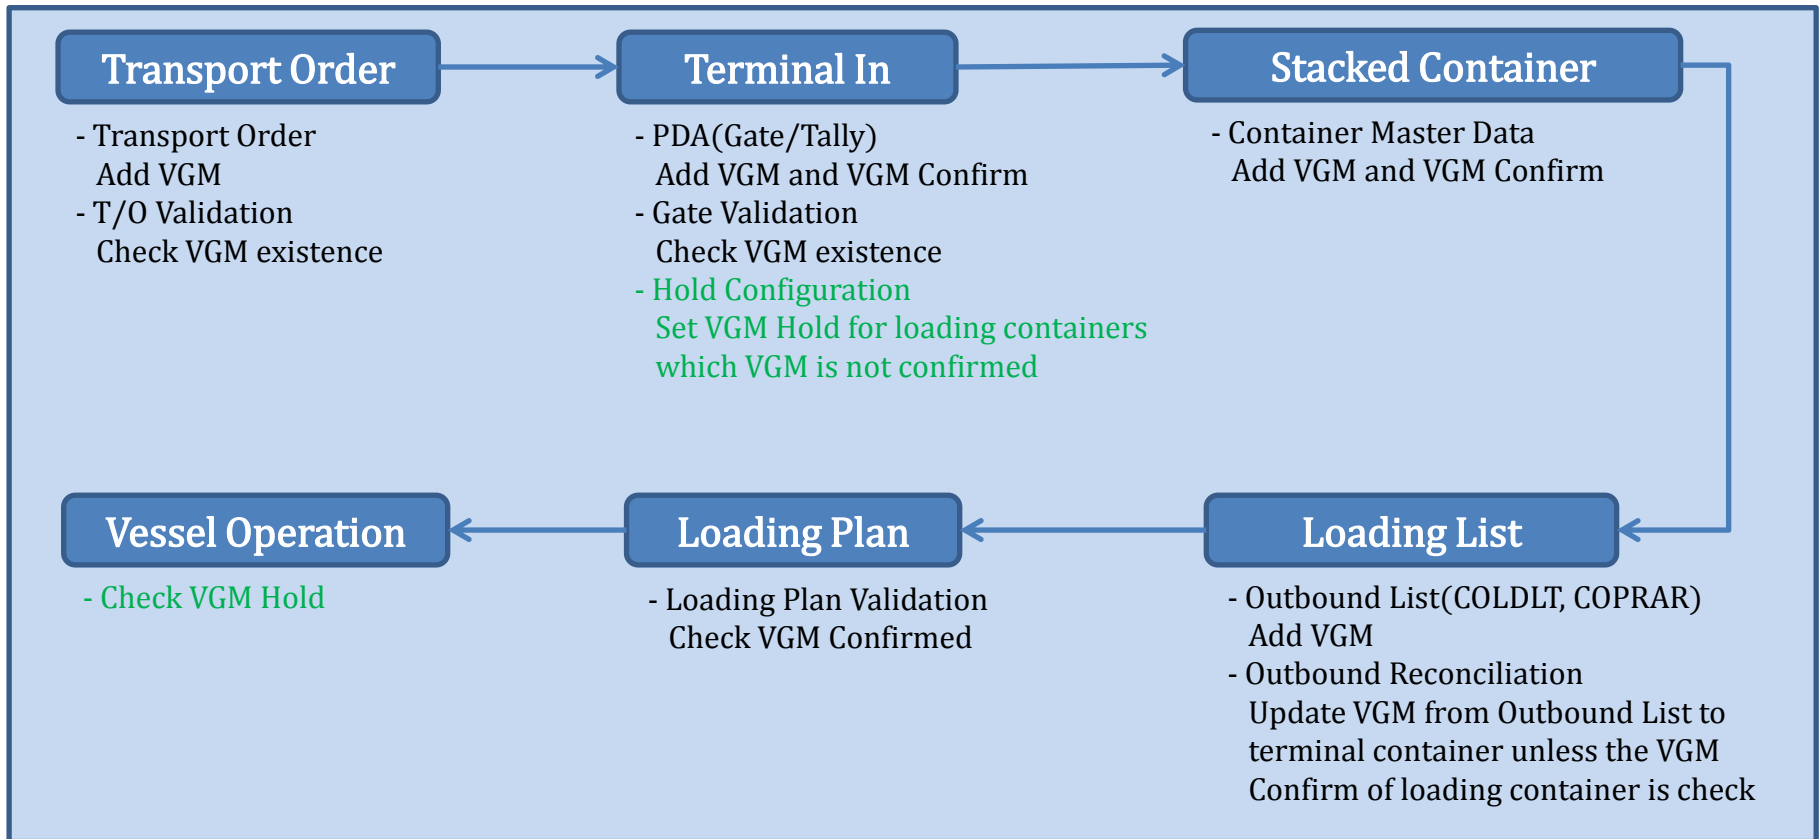 Transport Order
- Transport Order
Add VGM
- T/O Validation
Check VGM existence
Terminal In
- PDA(Gate/Tally)
Add VGM and VGM Confirm
- Gate Validation
Check VGM existence
- Hold Configuration
Set VGM Hold for loading containers
which VGM is not confirmed
Stacked Container
- Container Master Data
Add VGM and VGM Confirm
Loading List
- Outbound List(COLDLT, COPRAR)
Add VGM
- Outbound Reconciliation
Update VGM from Outbound List to
terminal container unless the VGM
Confirm of loading container is check
Loading Plan
- Loading Plan Validation
Check VGM Confirmed
Vessel Operation
- Check VGM Hold